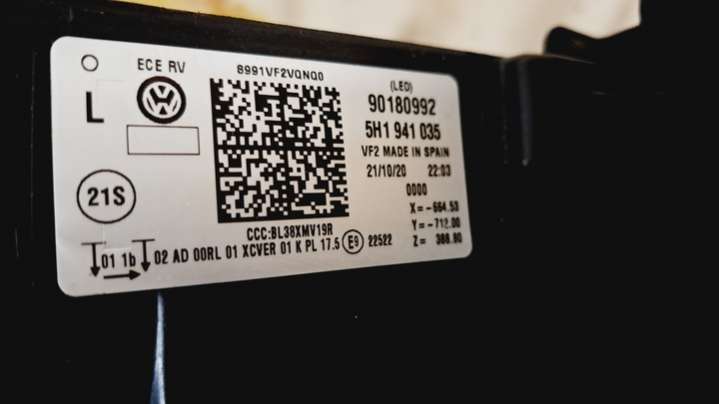 ECE RV
L
21S
01 1b
8991VF2VQNQ0
CCC:BL38XMV19R
02 AD 00RL 01 XCVER 01 K PL 17.5 E9 22522
(LED)
90180992
5H1 941 035
VF2 MADE IN SPAIN
21/10/20 22:03
0000
X= -664.50
Y= -712.00
Z= 386.90